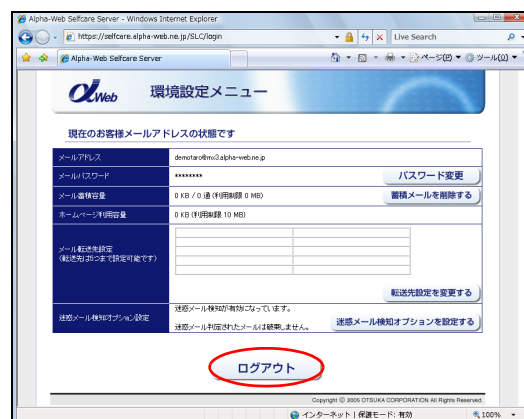 Alpha-Web Selfcare Server - Windows Internet Explorer
https://selfcare.alpha-web.ne.jp/SLC/login
Live Search
Alpha-Web Selfcare Server
ページ(P)
ツール(O)
αWeb 環境設定メニュー
現在のお客様メールアドレスの状態です
メールアドレス demotaro@mx3.alpha-web.ne.jp
メールパスワード ******** パスワード変更
メール蓄積容量 0 KB / 0 通 (利用制限 0 MB) 蓄積メールを削除する
ホームページ利用容量 0 KB (利用制限 10 MB)
メール転送先設定
(転送先は5つまで設定可能です)
転送先設定を変更する
迷惑メール検知が有効になっています。
迷惑メール検知オプション設定
迷惑メール判定されたメールは破棄しません。 迷惑メール検知オプションを設定する
ログアウト
Copyright © 2005 OTSUKA CORPORATION All Rights Reserved.
インターネット | 保護モード: 有効
100%